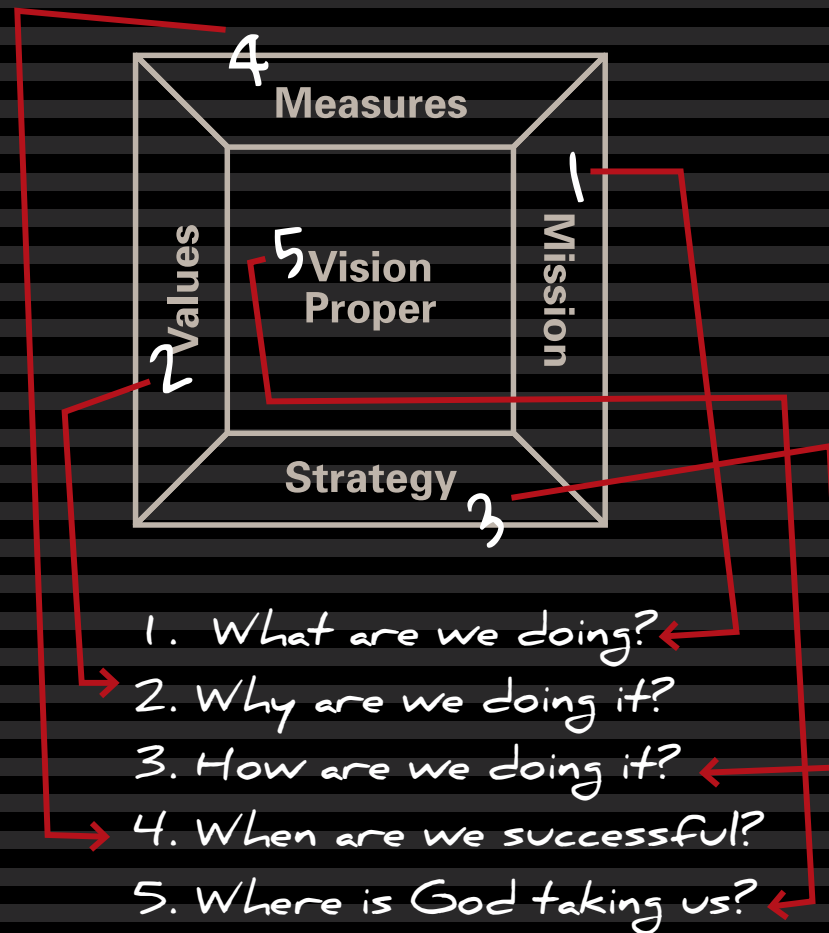 4
Measures
1
Mission
Values
2
5
Vision
Proper
Strategy
3
1. What are we doing?
2. Why are we doing it?
3. How are we doing it?
4. When are we successful?
5. Where is God taking us?